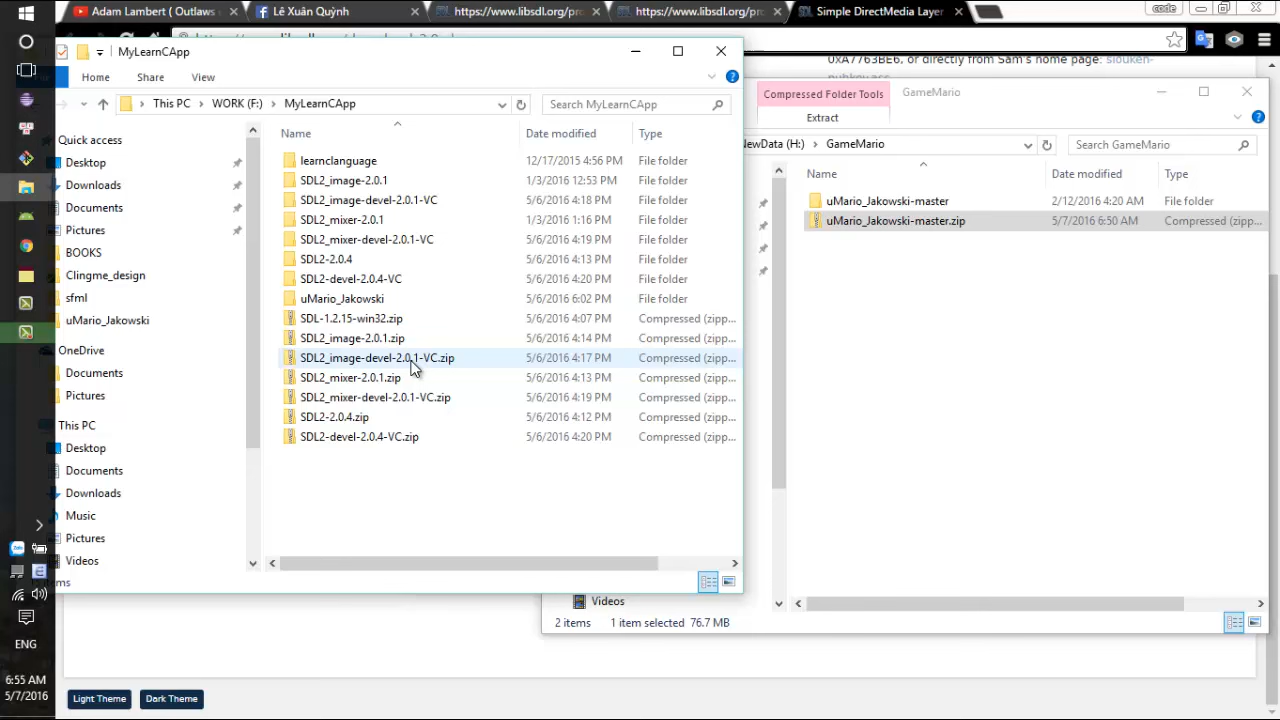 Adam Lambert ( Outlaws
Lê Xuân Quỳnh
https://www.libsdl.org/pro
https://www.libsdl.org/pro
Simple DirectMedia Layer
code
0xA7763BE6, or directly from Sam's home page: slouken-
MyLearnCApp
Home
Share
View
This PC
WORK (F:)
MyLearnCApp
Search MyLearnCApp
Name
Date modified
Type
Quick access
Desktop
Downloads
Documents
Pictures
BOOKS
Clingme_design
sfml
uMario_Jakowski
OneDrive
Documents
Pictures
This PC
Desktop
Documents
Downloads
Music
Pictures
Videos
learnclanguage 12/17/2015 4:56 PM File folder
SDL2_image-2.0.1 1/3/2016 12:53 PM File folder
SDL2_image-devel-2.0.1-VC 5/6/2016 4:18 PM File folder
SDL2_mixer-2.0.1 1/3/2016 1:16 PM File folder
SDL2_mixer-devel-2.0.1-VC 5/6/2016 4:19 PM File folder
SDL2-2.0.4 5/6/2016 4:13 PM File folder
SDL2-devel-2.0.4-VC 5/6/2016 4:20 PM File folder
uMario_Jakowski 5/6/2016 6:02 PM File folder
SDL-1.2.15-win32.zip 5/6/2016 4:07 PM Compressed (zipp...
SDL2_image-2.0.1.zip 5/6/2016 4:14 PM Compressed (zipp...
SDL2_image-devel-2.0.1-VC.zip 5/6/2016 4:17 PM Compressed (zipp...
SDL2_mixer-2.0.1.zip 5/6/2016 4:13 PM Compressed (zipp...
SDL2_mixer-devel-2.0.1-VC.zip 5/6/2016 4:19 PM Compressed (zipp...
SDL2-2.0.4.zip 5/6/2016 4:12 PM Compressed (zipp...
SDL2-devel-2.0.4-VC.zip 5/6/2016 4:20 PM Compressed (zipp...
ms
Compressed Folder Tools
GameMario
Extract
NewData (H:)
GameMario
Search GameMario
Name
Date modified
Type
uMario_Jakowski-master 2/12/2016 4:20 AM File folder
uMario_Jakowski-master.zip 5/7/2016 6:50 AM Compressed (zipp...
Videos
2 items 1 item selected 76.7 MB
ENG
6:55 AM
5/7/2016
Light Theme
Dark Theme